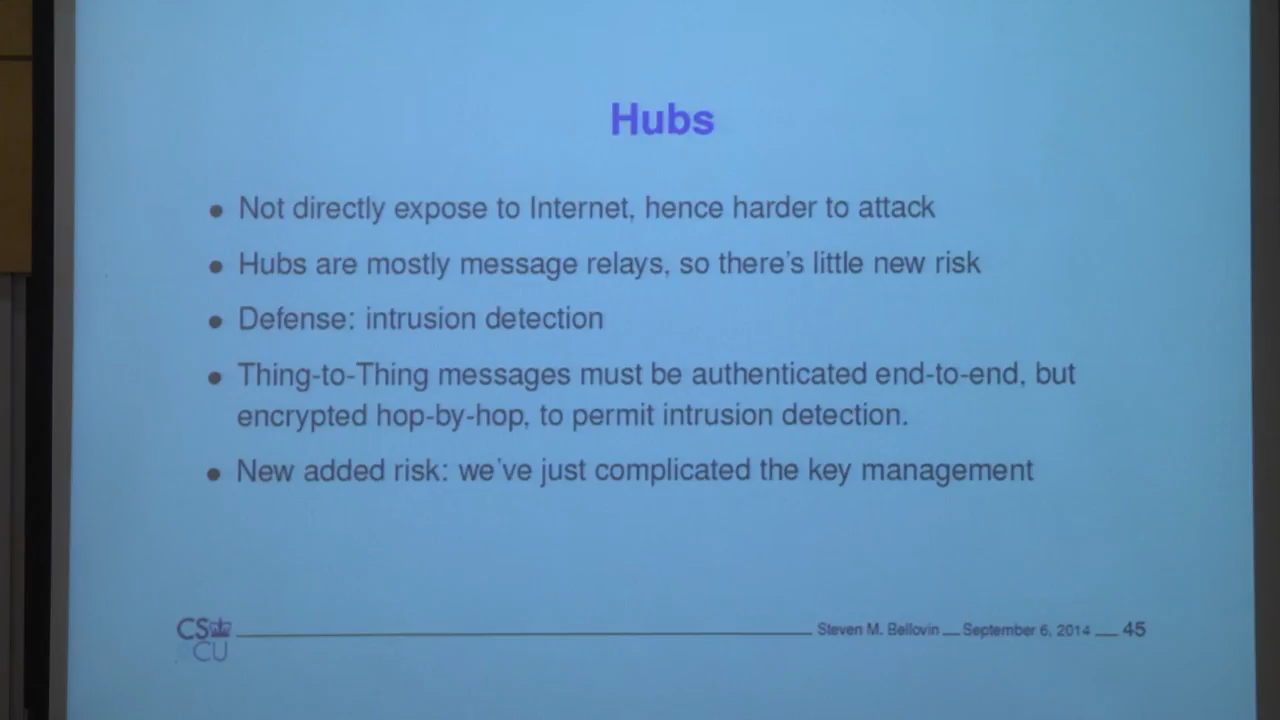 Hubs
● Not directly expose to Internet, hence harder to attack
● Hubs are mostly message relays, so there's little new risk
● Defense: intrusion detection
● Thing-to-Thing messages must be authenticated end-to-end, but
encrypted hop-by-hop, to permit intrusion detection.
● New added risk: we've just complicated the key management
CS
CU
Steven M. Bellovin __ September 6, 2014 __ 45